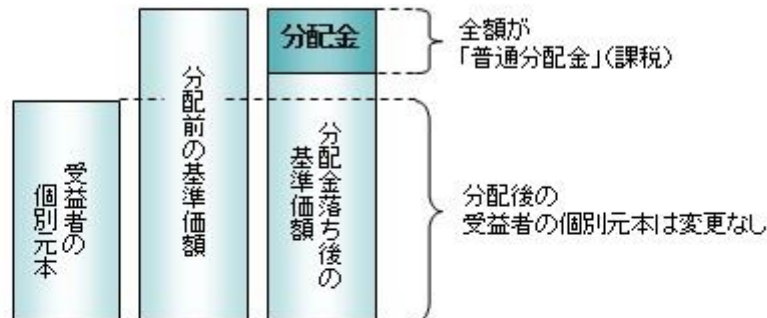 受益者の
個別元本
分配前の基準価額
分配金
分配金落ち後の
基準価額
全額が
「普通分配金」(課税)
分配後の
受益者の個別元本は変更なし